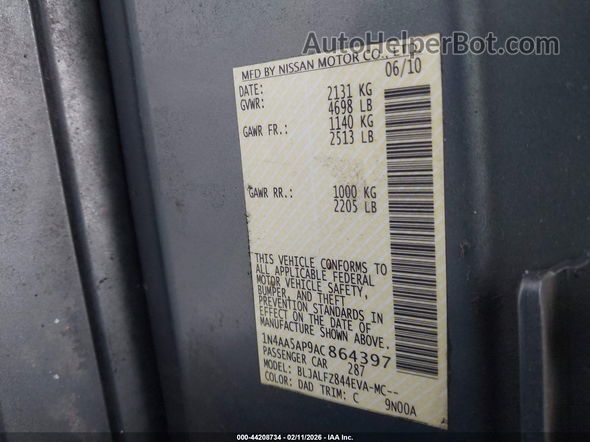 AutoHelperBot.com
MFD BY NISSAN MOTOR CO., LTD.
DATE: 06/10
GVWR: 2131 KG
4698 LB
GAWR FR.: 1140 KG
2513 LB
GAWR RR.: 1000 KG
2205 LB
THIS VEHICLE CONFORMS TO
ALL APPLICABLE FEDERAL
MOTOR VEHICLE SAFETY,
BUMPER, AND THEFT
PREVENTION STANDARDS IN
EFFECT ON THE DATE OF
MANUFACTURE SHOWN ABOVE.
1N4AA5AP9AC864397
PASSENGER CAR 287
MODEL: BLJALFZ844EVA-MC--
COLOR: DAD TRIM: C 9N00A
000-44208734 - 02/11/2026 - IAAI.com